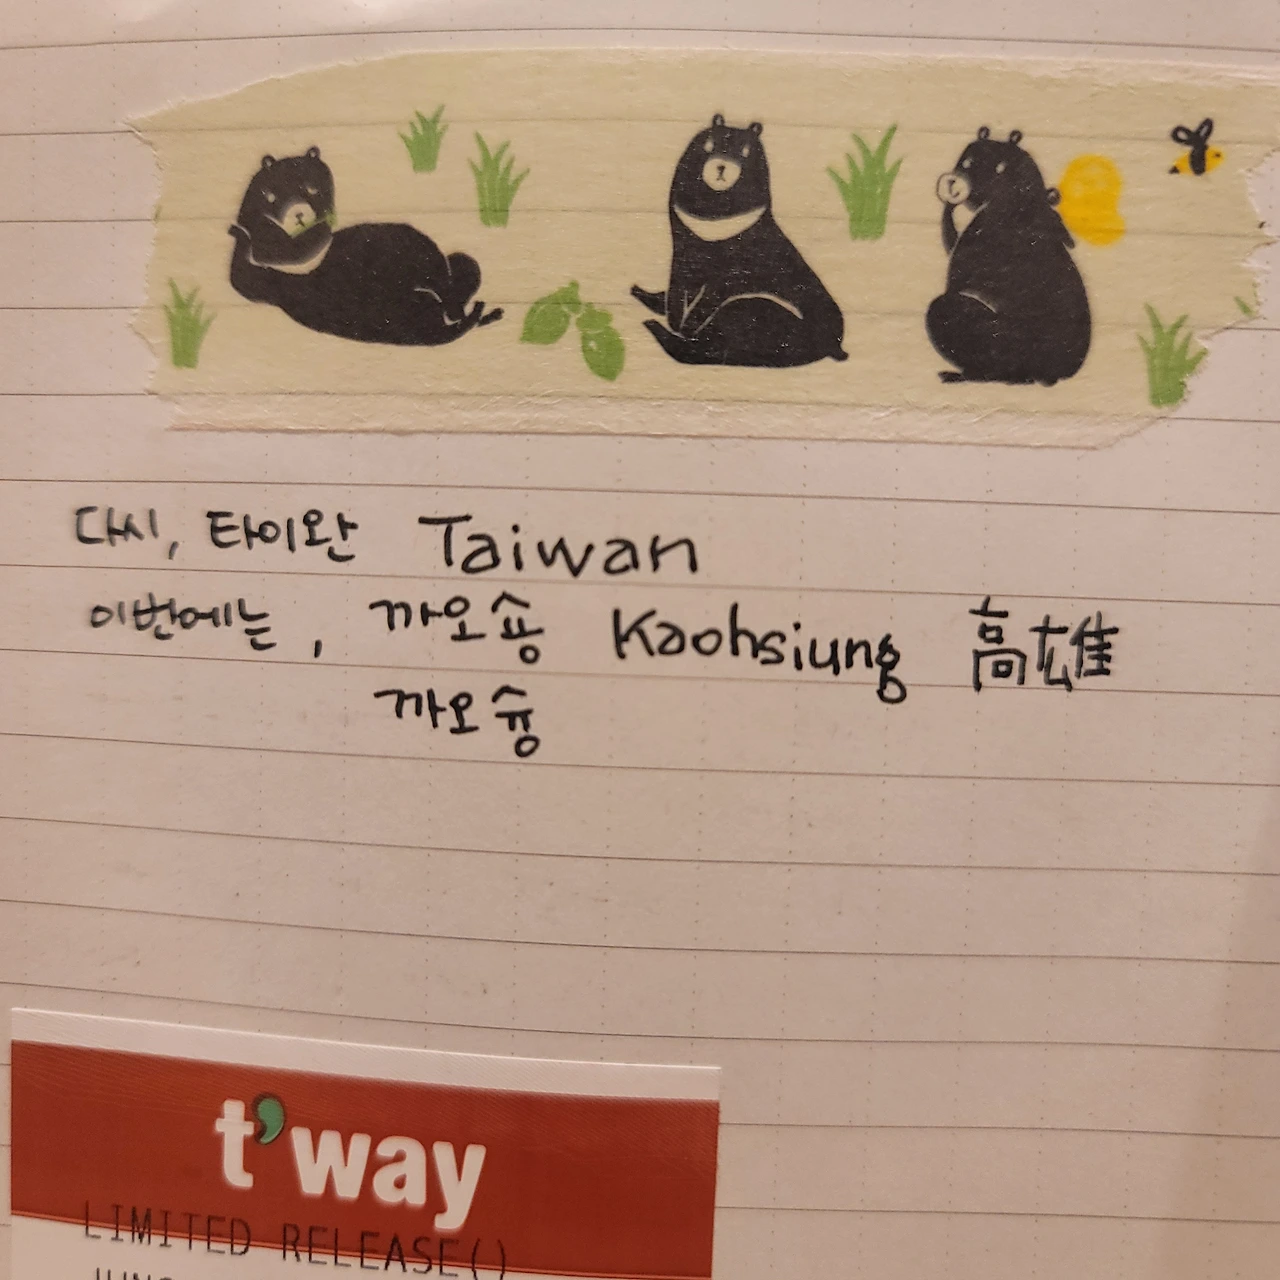 다시, 타이완 Taiwan
이번에는, 까오숑 Kaohsiung 高雄
까오슝
t'way
LIMITED RELEASE()